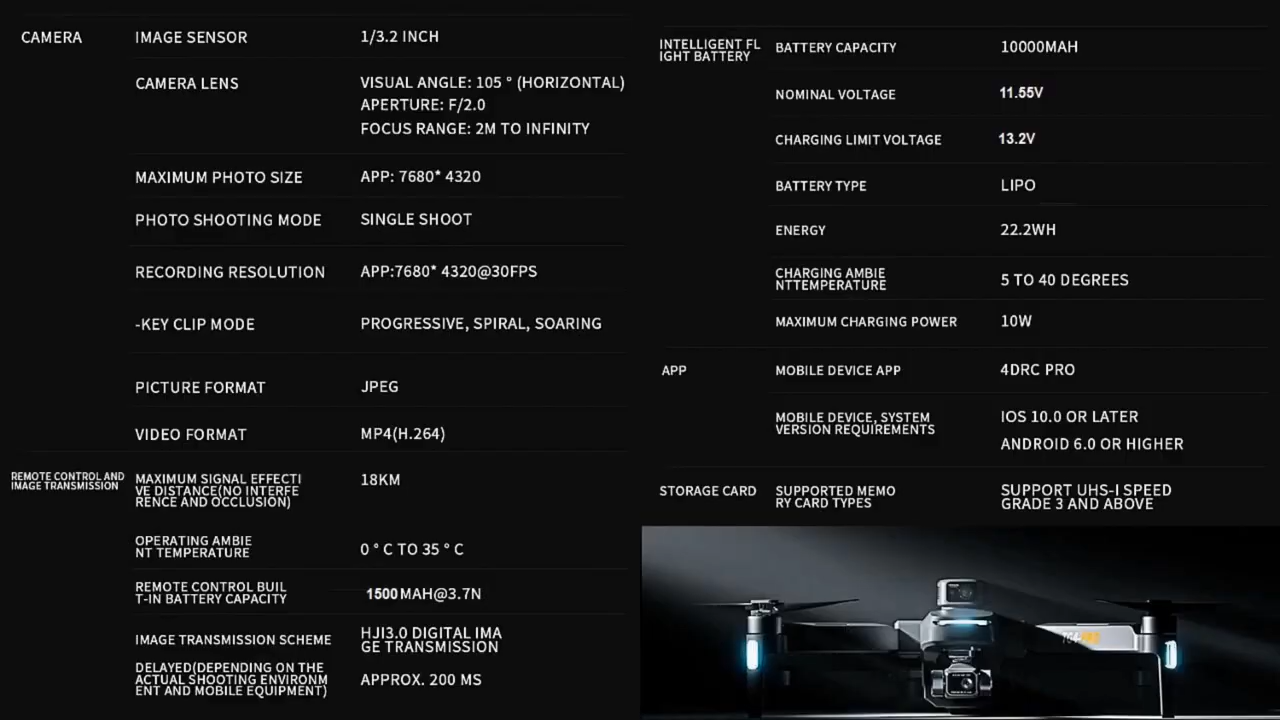 CAMERA
IMAGE SENSOR
1/3.2 INCH
CAMERA LENS
VISUAL ANGLE: 105 ° (HORIZONTAL)
APERTURE: F/2.0
FOCUS RANGE: 2M TO INFINITY
MAXIMUM PHOTO SIZE
APP: 7680* 4320
PHOTO SHOOTING MODE
SINGLE SHOOT
RECORDING RESOLUTION
APP:7680* 4320@30FPS
-KEY CLIP MODE
PROGRESSIVE, SPIRAL, SOARING
PICTURE FORMAT
JPEG
VIDEO FORMAT
MP4(H.264)
REMOTE CONTROL AND
IMAGE TRANSMISSION
MAXIMUM SIGNAL EFFECTI
VE DISTANCE(NO INTERFE
RENCE AND OCCLUSION)
18KM
OPERATING AMBIE
NT TEMPERATURE
0 ° C TO 35 ° C
REMOTE CONTROL BUIL
T-IN BATTERY CAPACITY
1500MAH@3.7N
IMAGE TRANSMISSION SCHEME
HJI3.0 DIGITAL IMA
GE TRANSMISSION
DELAYED(DEPENDING ON THE
ACTUAL SHOOTING ENVIRONM
ENT AND MOBILE EQUIPMENT)
APPROX. 200 MS
INTELLIGENT FL
IGHT BATTERY
BATTERY CAPACITY
10000MAH
NOMINAL VOLTAGE
11.55V
CHARGING LIMIT VOLTAGE
13.2V
BATTERY TYPE
LIPO
ENERGY
22.2WH
CHARGING AMBIE
NTTEMPERATURE
5 TO 40 DEGREES
MAXIMUM CHARGING POWER
10W
APP
MOBILE DEVICE APP
4DRC PRO
MOBILE DEVICE, SYSTEM
VERSION REQUIREMENTS
IOS 10.0 OR LATER
ANDROID 6.0 OR HIGHER
STORAGE CARD
SUPPORTED MEMO
RY CARD TYPES
SUPPORT UHS-I SPEED
GRADE 3 AND ABOVE